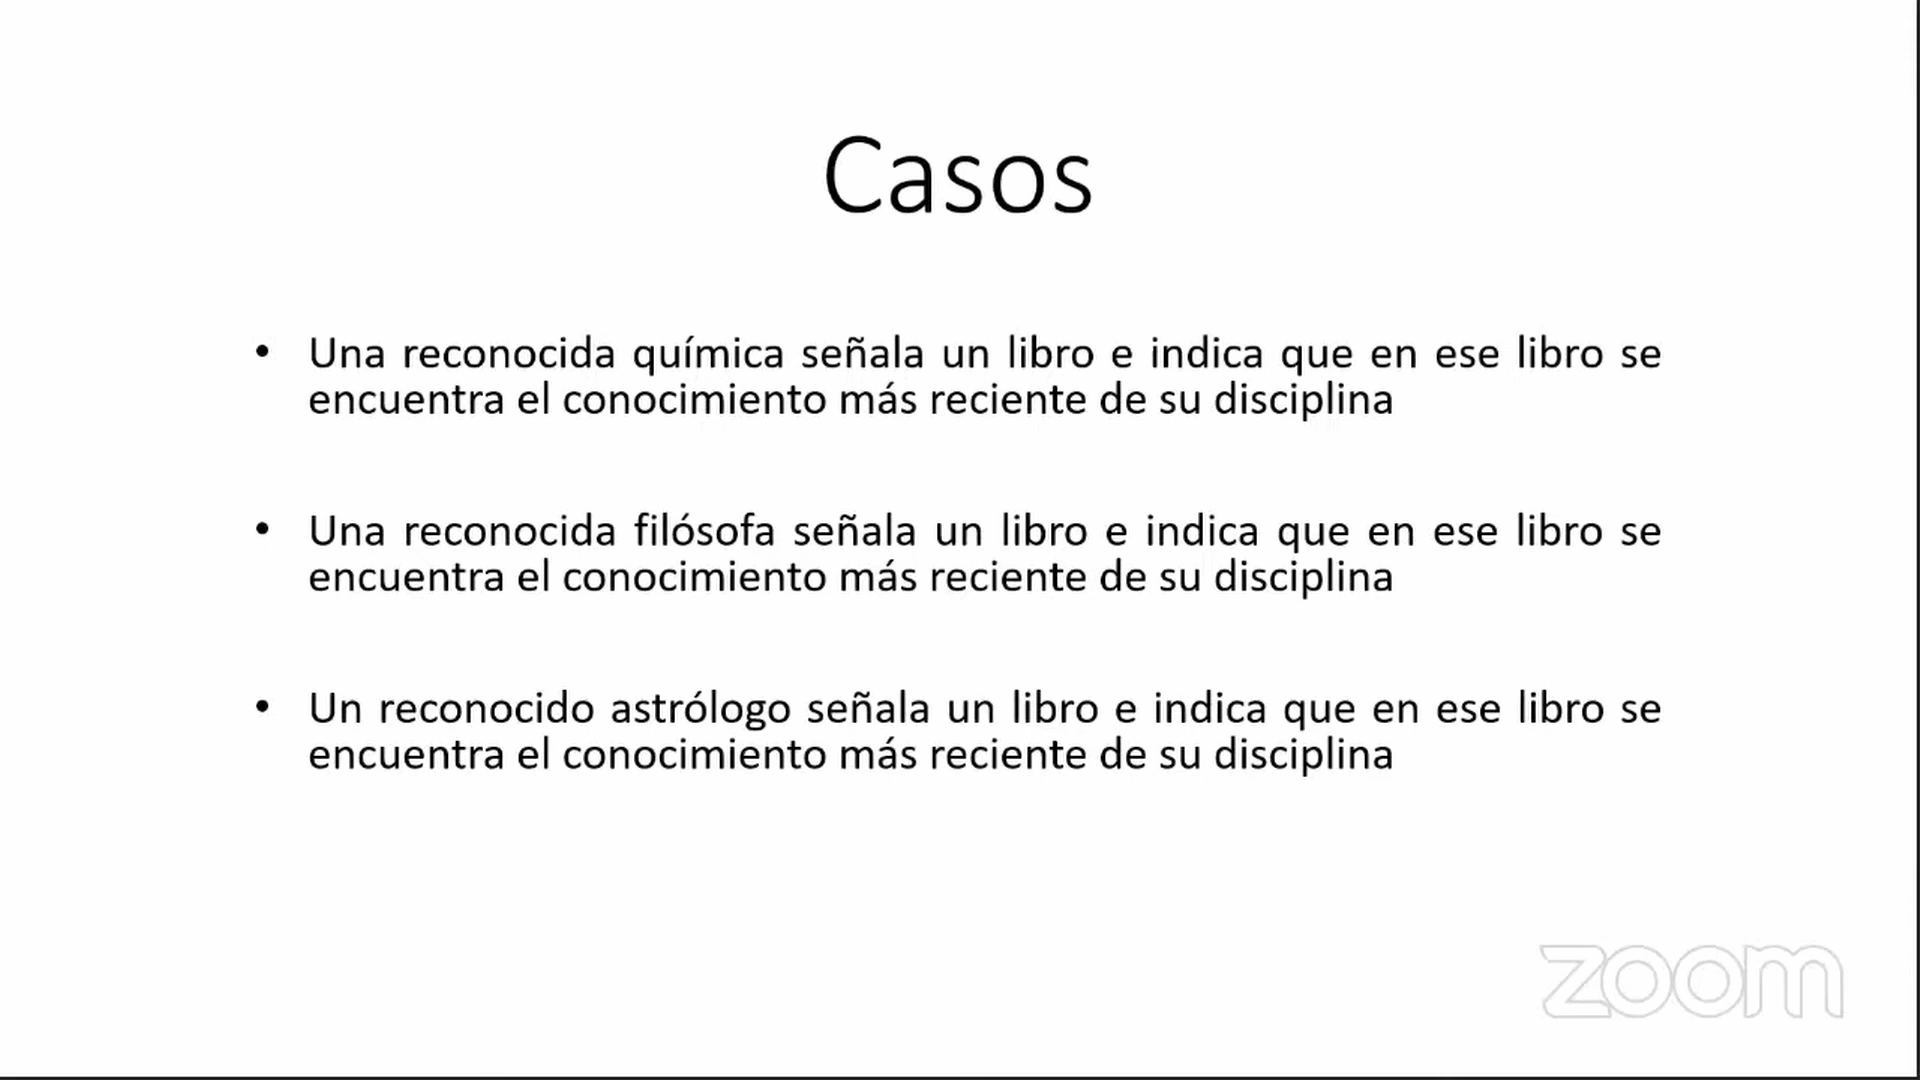 Casos
• Una reconocida química señala un libro e indica que en ese libro se
encuentra el conocimiento más reciente de su disciplina
• Una reconocida filósofa señala un libro e indica que en ese libro se
encuentra el conocimiento más reciente de su disciplina
• Un reconocido astrólogo señala un libro e indica que en ese libro se
encuentra el conocimiento más reciente de su disciplina
zoom